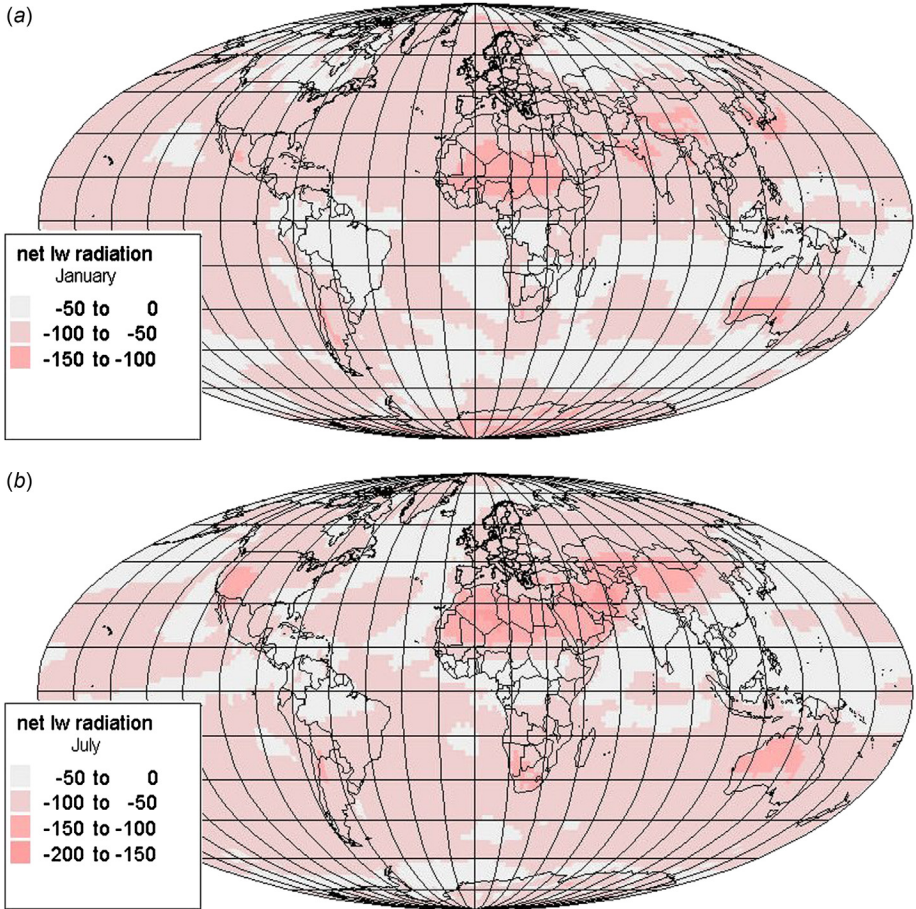 (a)
net lw radiation
January
-50 to 0
-100 to -50
-150 to -100
(b)
net lw radiation
July
-50 to 0
-100 to -50
-150 to -100
-200 to -150